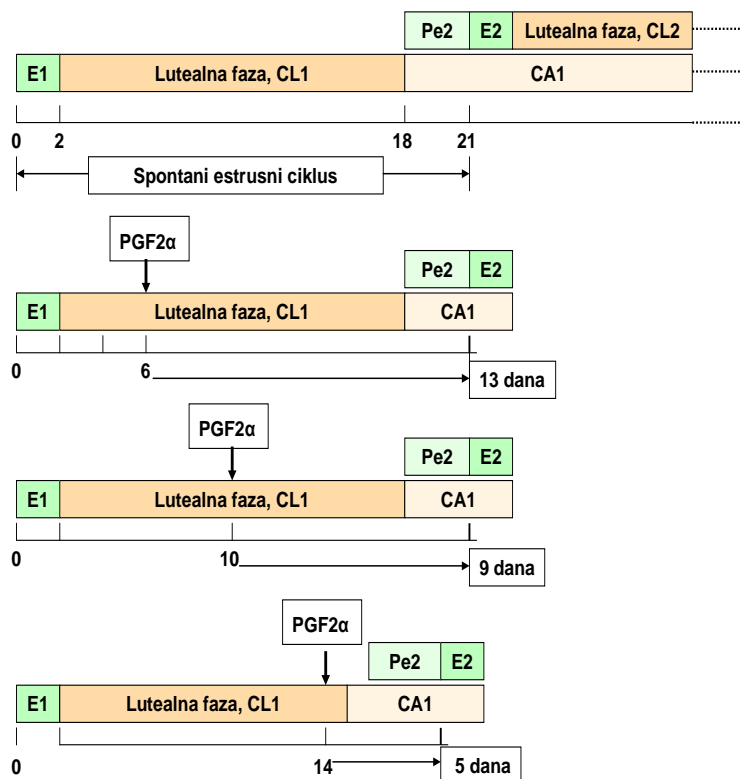 Pe2 E2 Lutealna faza, CL2
E1 Lutealna faza, CL1 CA1
0 2 18 21
Spontani estrusni ciklus
PGF2α
Pe2 E2
E1 Lutealna faza, CL1 CA1
0 6 13 dana
PGF2α
Pe2 E2
E1 Lutealna faza, CL1 CA1
0 10 9 dana
PGF2α
Pe2 E2
E1 Lutealna faza, CL1 CA1
0 14 5 dana